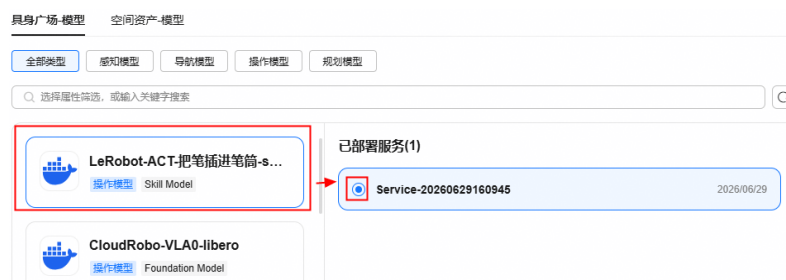 具身广场-模型 空间资产-模型
全部类型 感知模型 导航模型 操作模型 规划模型
选择属性筛选，或输入关键字搜索
LeRobot-ACT-把笔插进笔筒-s...
操作模型 Skill Model
CloudRobo-VLA0-libero
操作模型 Foundation Model
已部署服务(1)
Service-20260629160945 2026/06/29